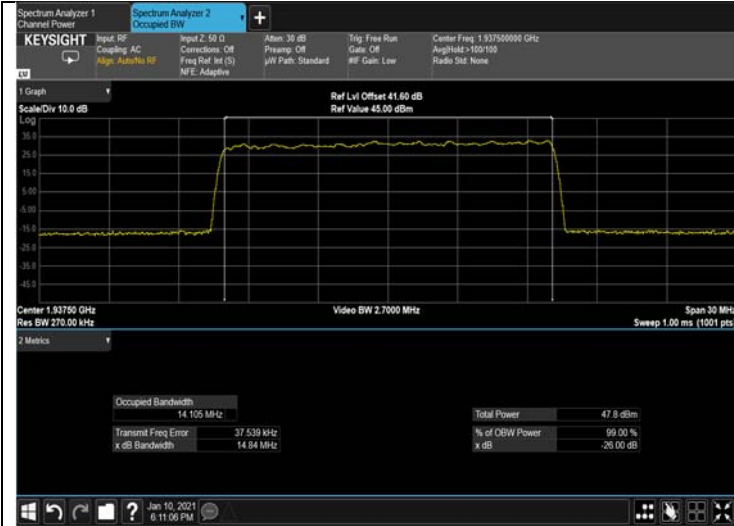 Spectrum Analyzer 1
Channel Power
Spectrum Analyzer 2
Occupied BW
+
KEYSIGHT
LU
Input: RF
Coupling: AC
Align: Auto/No RF
Input Z: 50 Ω
Corrections: Off
Freq Ref: Int (S)
NFE: Adaptive
Atten: 30 dB
Preamp: Off
µW Path: Standard
Trig: Free Run
Gate: Off
#IF Gain: Low
Center Freq: 1.937500000 GHz
Avg|Hold:>100/100
Radio Std: None
1 Graph
Scale/Div 10.0 dB
Ref Lvl Offset 41.60 dB
Ref Value 45.00 dBm
Log
35.0
25.0
15.0
5.00
-5.00
-15.0
-25.0
-35.0
-45.0
Center 1.93750 GHz
Res BW 270.00 kHz
Video BW 2.7000 MHz
Span 30 MHz
Sweep 1.00 ms (1001 pts)
2 Metrics
Occupied Bandwidth
14.105 MHz
Transmit Freq Error 37.539 kHz
x dB Bandwidth 14.84 MHz
Total Power 47.8 dBm
% of OBW Power 99.00 %
x dB -26.00 dB
?
Jan 10, 2021
6:11:06 PM